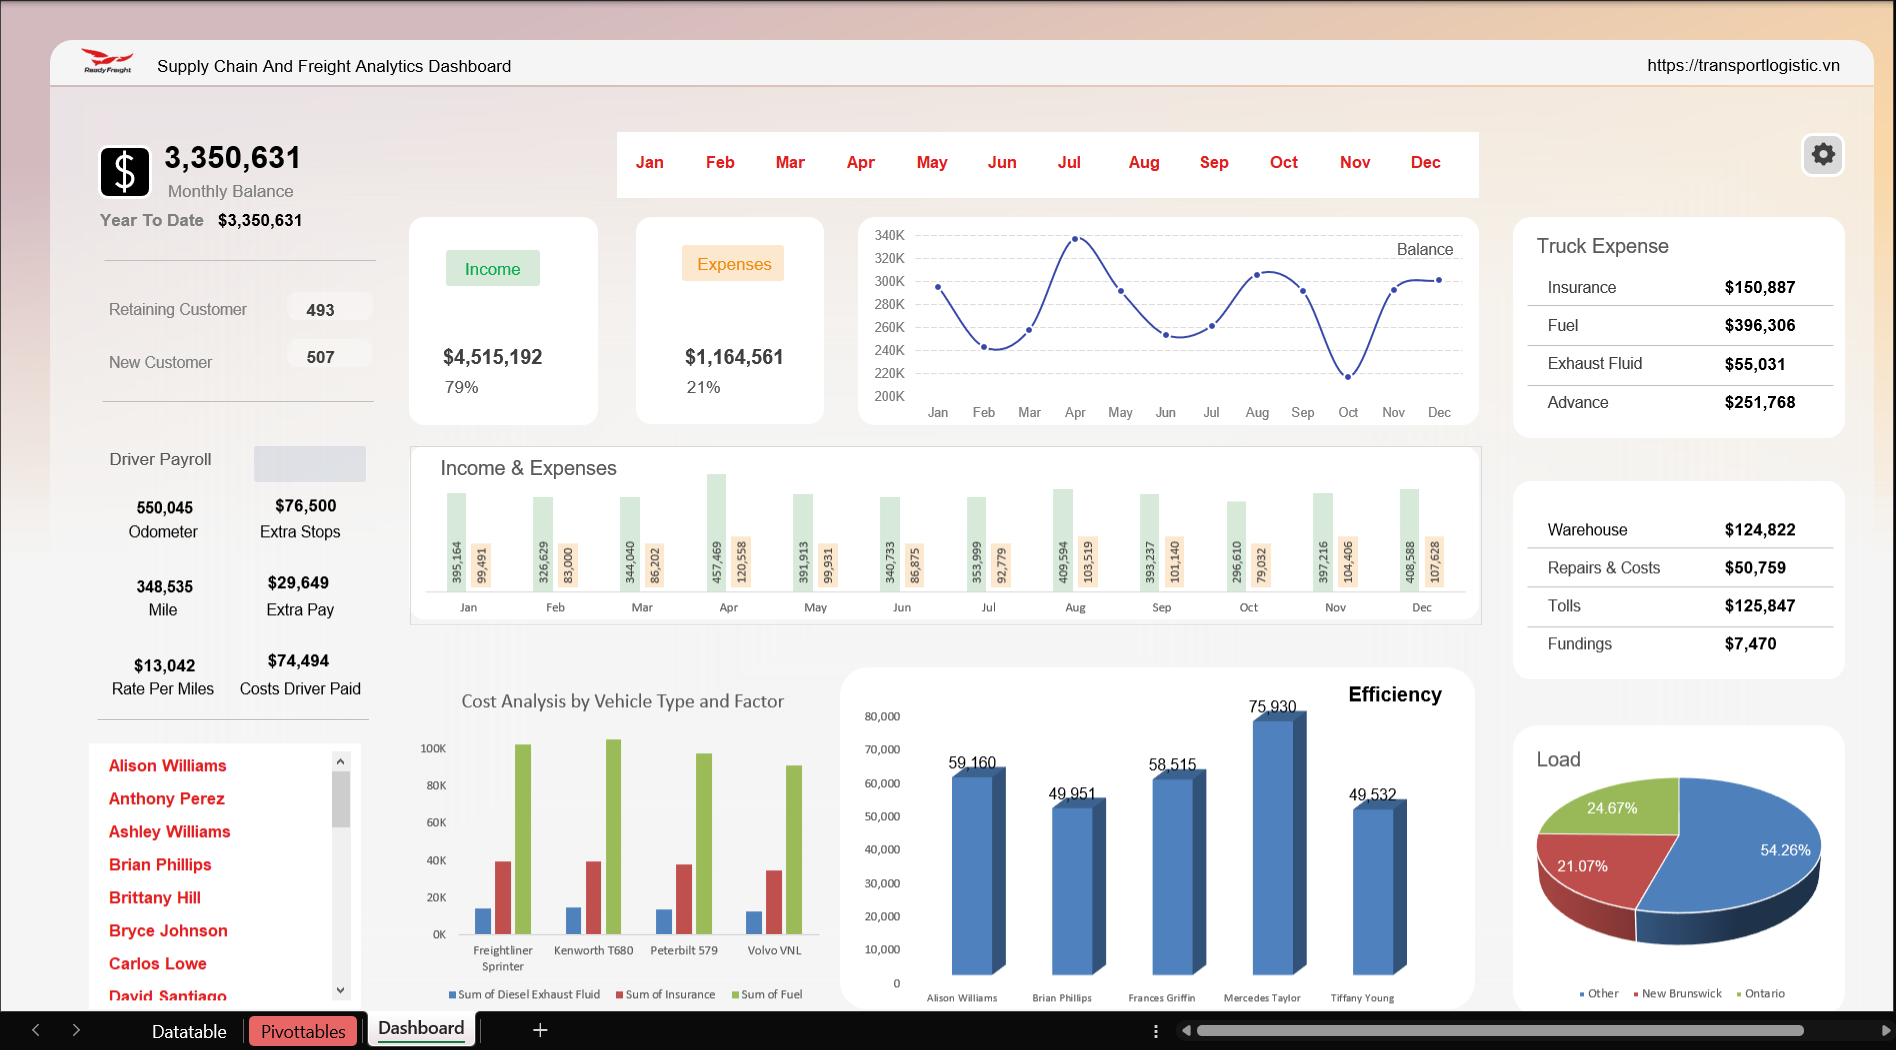 ReadyFreight
Supply Chain And Freight Analytics Dashboard
https://transportlogistic.vn
$
3,350,631
Monthly Balance
Year To Date $3,350,631
Retaining Customer 493
New Customer 507
Driver Payroll
550,045 $76,500
Odometer Extra Stops
348,535 $29,649
Mile Extra Pay
$13,042 $74,494
Rate Per Miles Costs Driver Paid
Alison Williams
Anthony Perez
Ashley Williams
Brian Phillips
Brittany Hill
Bryce Johnson
Carlos Lowe
David Santiago
Jan Feb Mar Apr May Jun Jul Aug Sep Oct Nov Dec
Income
$4,515,192
79%
Expenses
$1,164,561
21%
Balance
340K
320K
300K
280K
260K
240K
220K
200K
Jan Feb Mar Apr May Jun Jul Aug Sep Oct Nov Dec
Income & Expenses
395,164 99,491 326,629 83,000 344,040 86,202 457,469 120,558 391,913 99,931 340,733 86,875 353,999 92,779 409,594 103,519 393,237 101,140 296,610 79,032 397,216 104,406 408,588 107,628
Jan Feb Mar Apr May Jun Jul Aug Sep Oct Nov Dec
Cost Analysis by Vehicle Type and Factor
100K
80K
60K
40K
20K
0K
Freightliner Sprinter Kenworth T680 Peterbilt 579 Volvo VNL
Sum of Diesel Exhaust Fluid Sum of Insurance Sum of Fuel
Efficiency
80,000
70,000
60,000
50,000
40,000
30,000
20,000
10,000
0
59,160 49,951 58,515 75,930 49,532
Alison Williams Brian Phillips Frances Griffin Mercedes Taylor Tiffany Young
Truck Expense
Insurance $150,887
Fuel $396,306
Exhaust Fluid $55,031
Advance $251,768
Warehouse $124,822
Repairs & Costs $50,759
Tolls $125,847
Fundings $7,470
Load
24.67%
54.26%
21.07%
Other New Brunswick Ontario
Datatable Pivottables Dashboard +